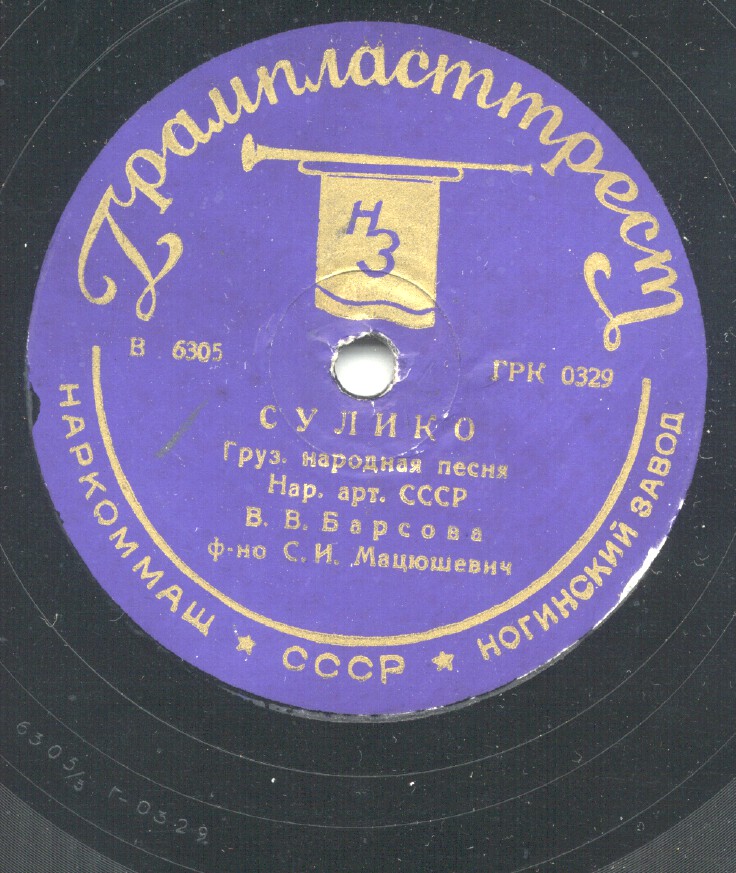 Грампласттрест
НЗ
В 6305
ГРК 0329
СУЛИКО
Груз. народная песня
Нар. арт. СССР
В. В. Барсова
ф-но С. И. Мацюшевич
НАРКОММАШ ★ СССР ★ НОГИНСКИЙ ЗАВОД
6305/3 Г-0329